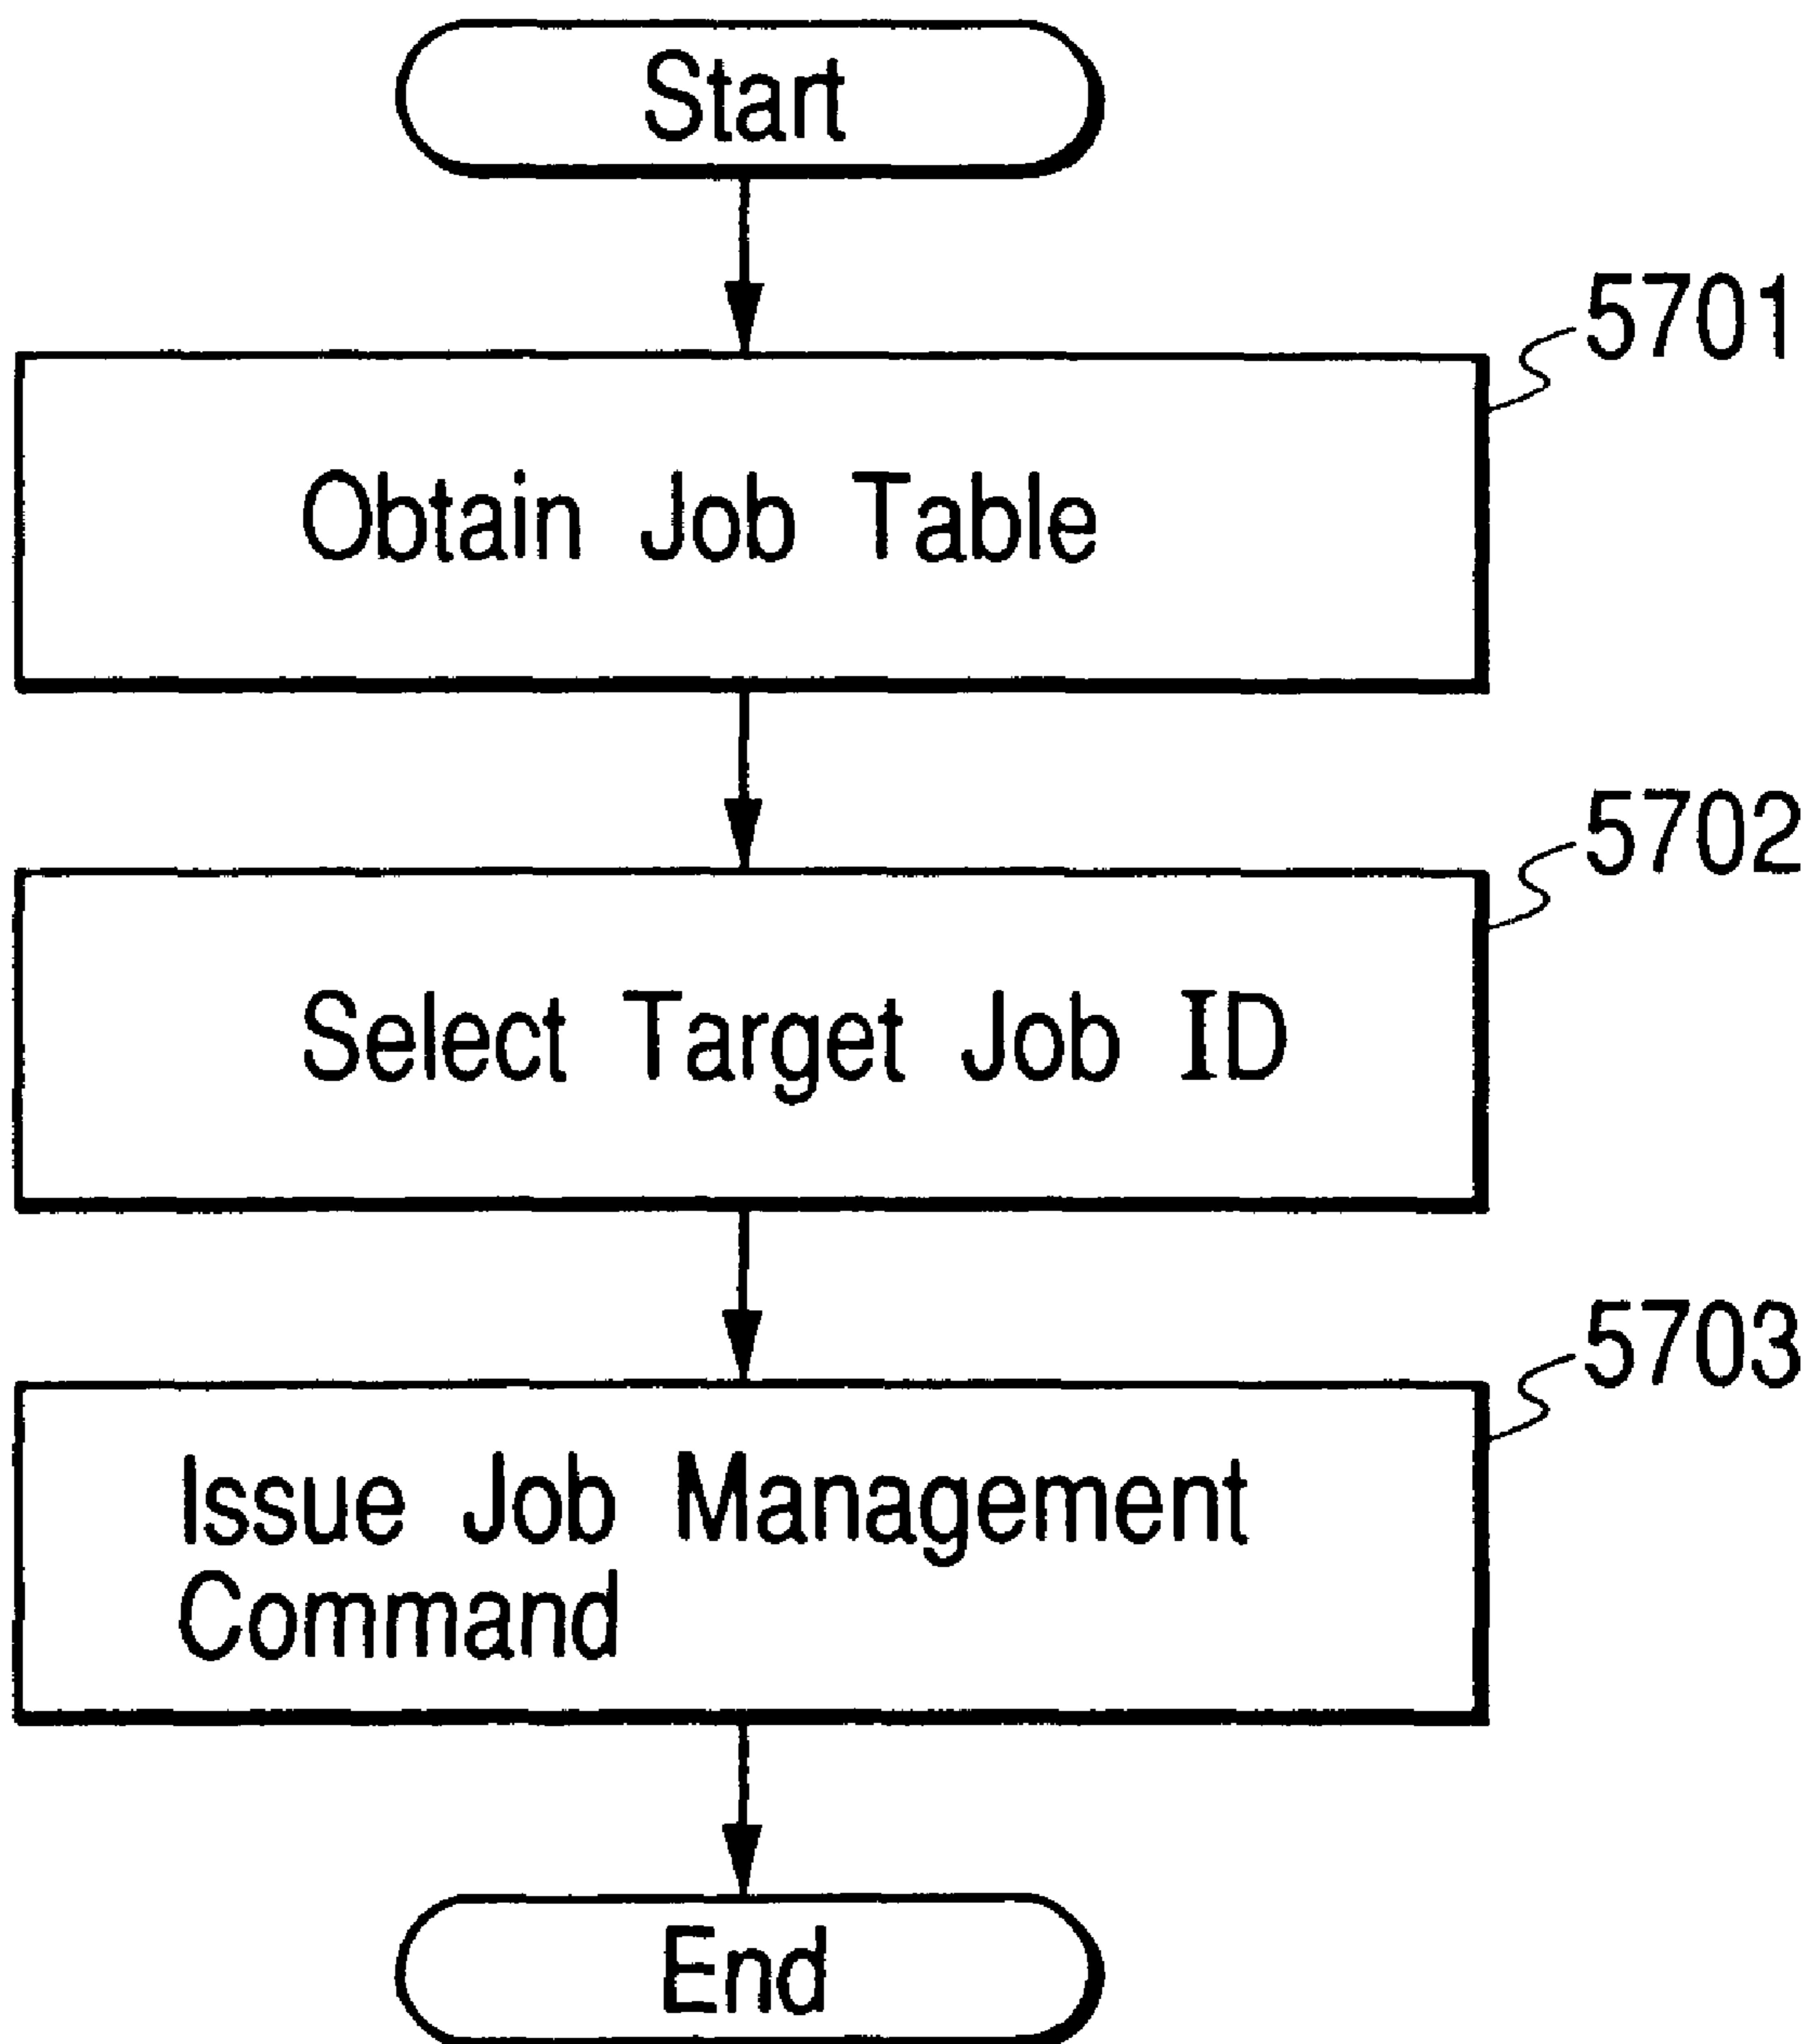 Start
5701
Obtain Job Table
5702
Select Target Job ID
5703
Issue Job Management
Command
End